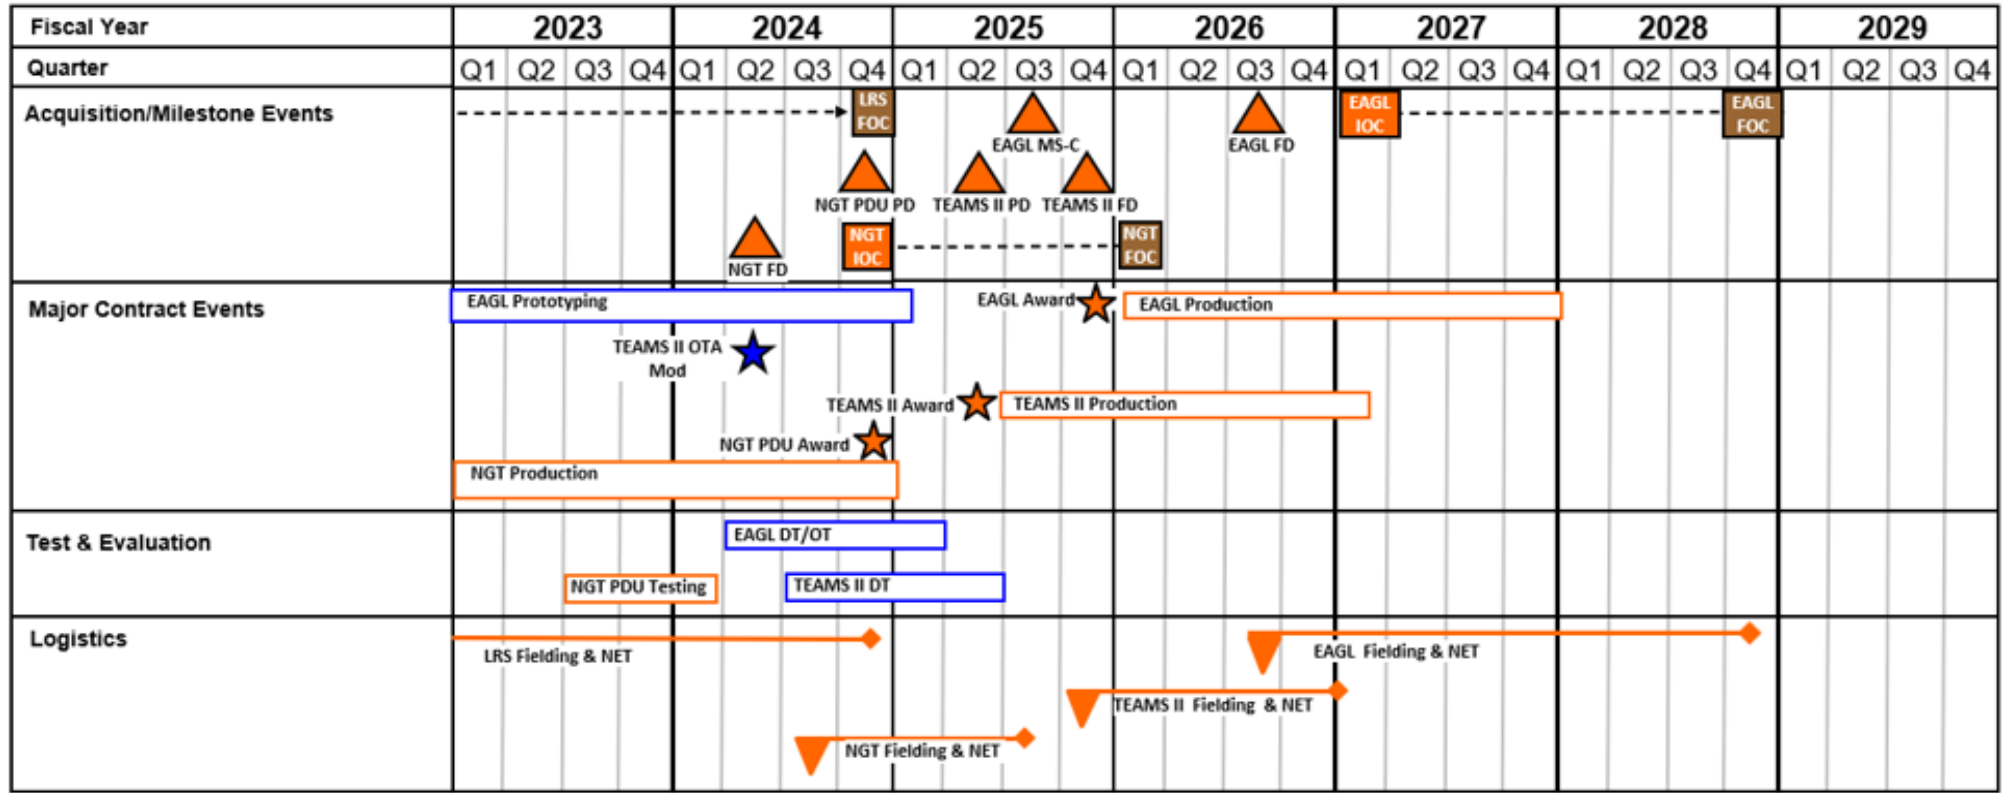 Fiscal Year 2023 2024 2025 2026 2027 2028 2029
Quarter Q1 Q2 Q3 Q4 Q1 Q2 Q3 Q4 Q1 Q2 Q3 Q4 Q1 Q2 Q3 Q4 Q1 Q2 Q3 Q4 Q1 Q2 Q3 Q4 Q1 Q2 Q3 Q4
Acquisition/Milestone Events
LRS
FOC
EAGL MS-C
EAGL FD
EAGL
IOC
EAGL
FOC
NGT PDU PD
TEAMS II PD
TEAMS II FD
NGT FD
NGT
IOC
NGT
FOC
Major Contract Events
EAGL Prototyping
EAGL Award
EAGL Production
TEAMS II OTA
Mod
TEAMS II Award
TEAMS II Production
NGT PDU Award
NGT Production
Test & Evaluation
EAGL DT/OT
NGT PDU Testing
TEAMS II DT
Logistics
LRS Fielding & NET
EAGL Fielding & NET
TEAMS II Fielding & NET
NGT Fielding & NET